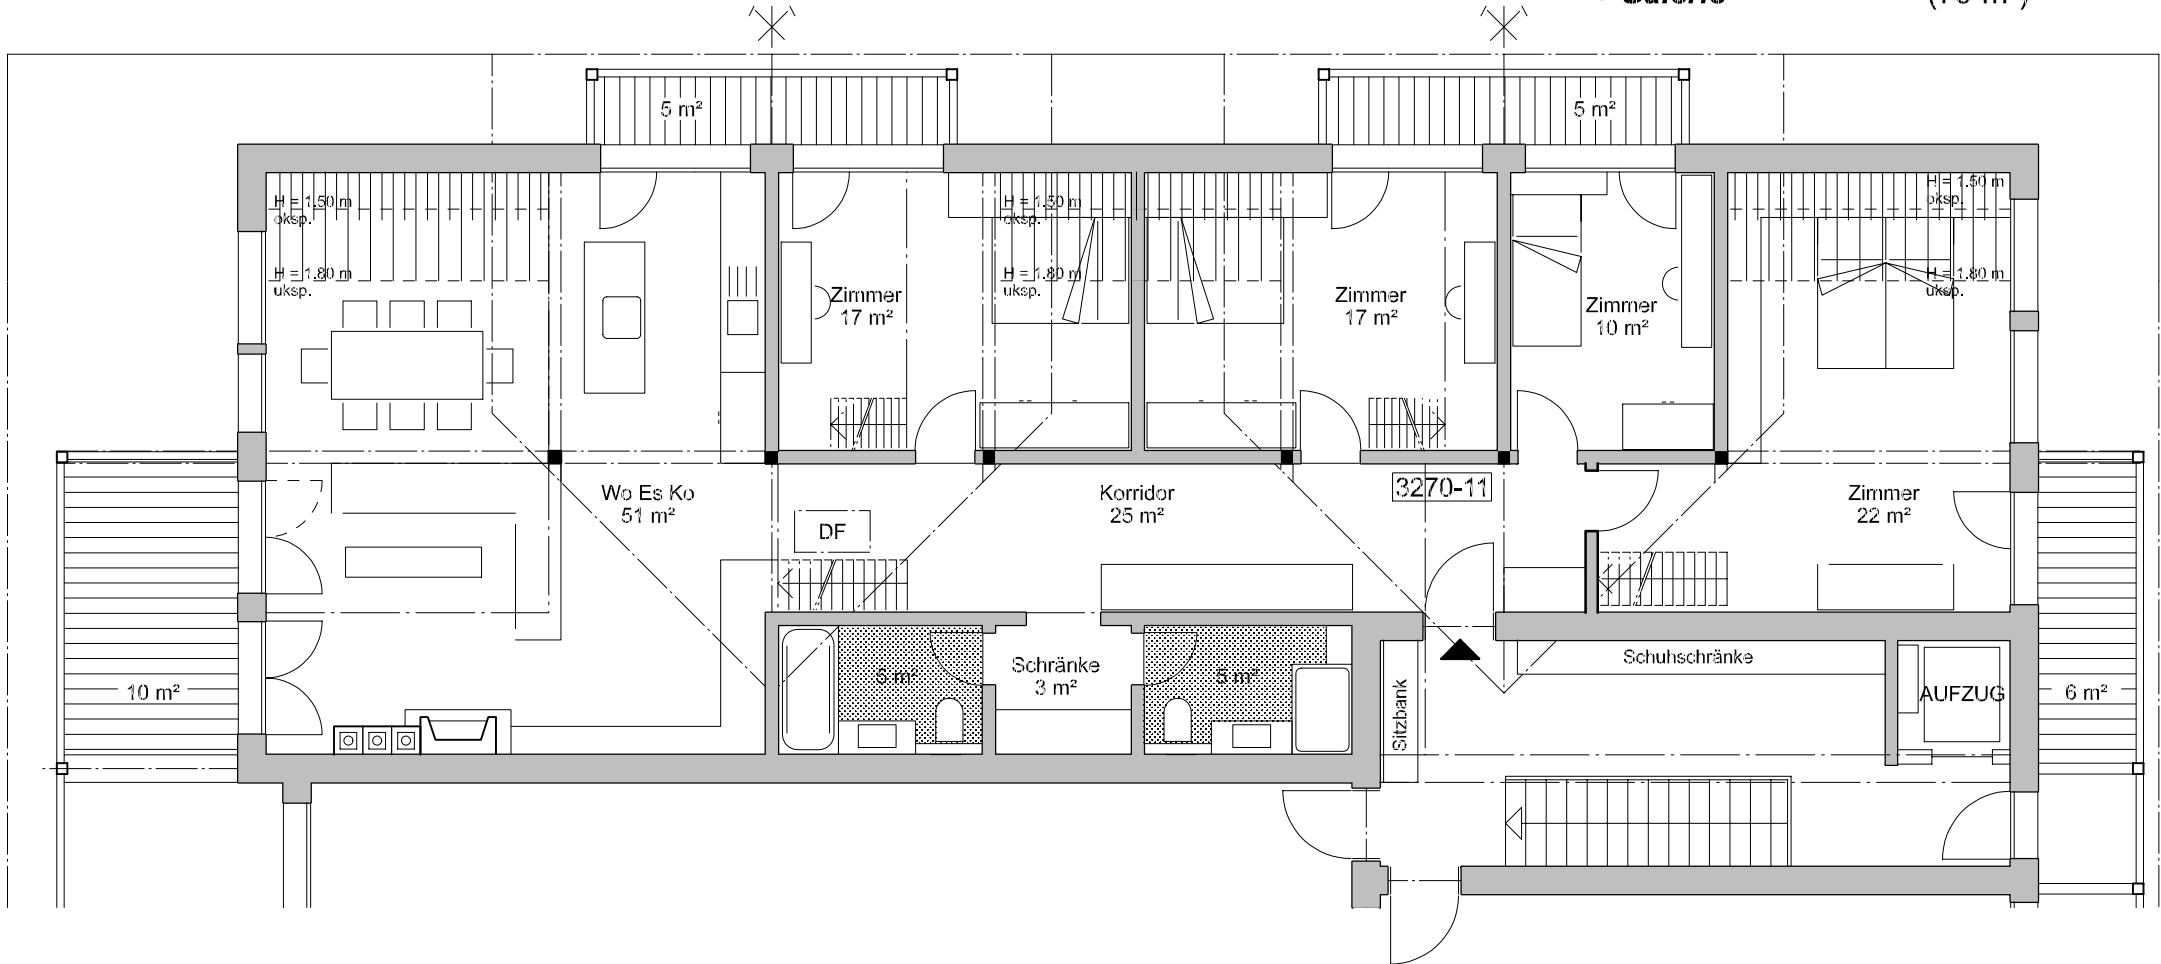 5 m²
5 m²
H = 1.50 m
oksp.
H = 1.80 m
uksp.
H = 1.50 m
oksp.
H = 1.80 m
uksp.
H = 1.50 m
oksp.
H = 1.80 m
uksp.
Zimmer
17 m²
Zimmer
17 m²
Zimmer
10 m²
Wo Es Ko
51 m²
DF
Korridor
25 m²
3270-11
Zimmer
22 m²
10 m²
5 m²
Schränke
3 m²
5 m²
Sitzbank
Schuhschränke
AUFZUG
6 m²